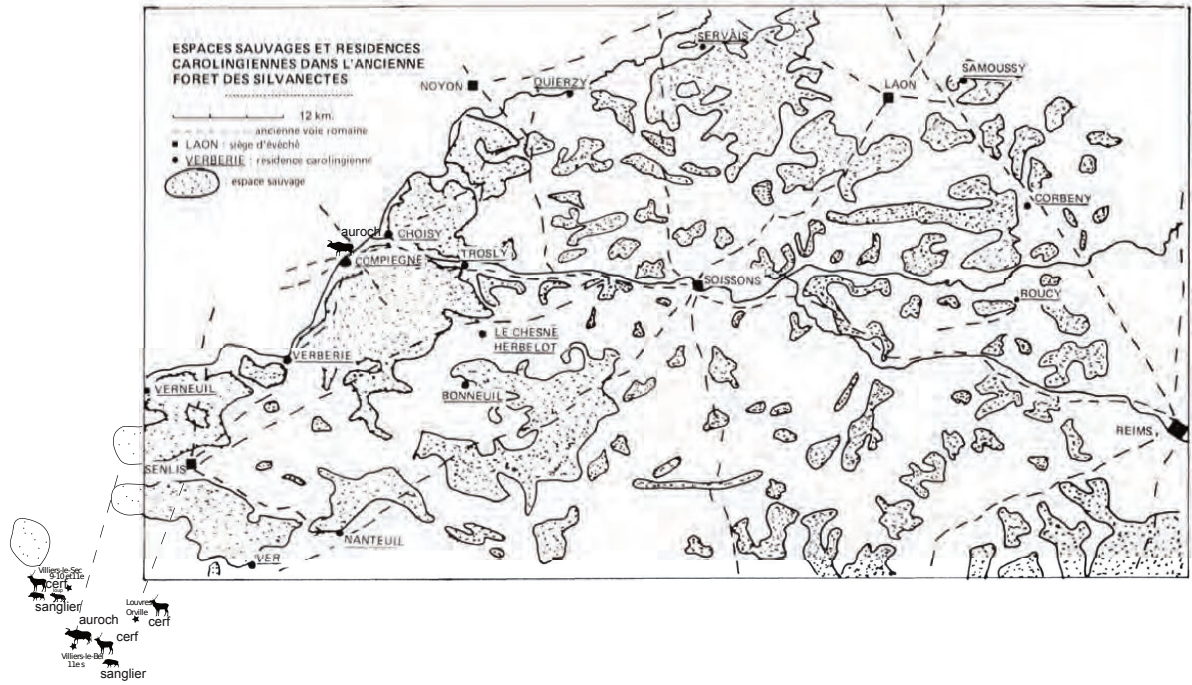 ESPACES SAUVAGES ET RESIDENCES
CAROLINGIENNES DANS L'ANCIENNE
FORET DES SILVANECTES
12 km.
ancienne voie romaine
LAON : siège d'évêché
VERBERIE : résidence carolingienne
espace sauvage
SERVAIS
NOYON
QUIERZY
LAON
SAMOUSSY
CORBENY
auroch
CHOISY
COMPIEGNE
TROSLY
SOISSONS
ROUCY
LE CHESNE
HERBELOT
VERBERIE
VERNEUIL
BONNEUIL
REIMS
SENLIS
NANTEUIL
VER
Villiers-le-Sec
9-10et11e
cerf
sanglier
Louvres
Orville
cerf
auroch
cerf
Villiers-le-Bel
11e s
sanglier